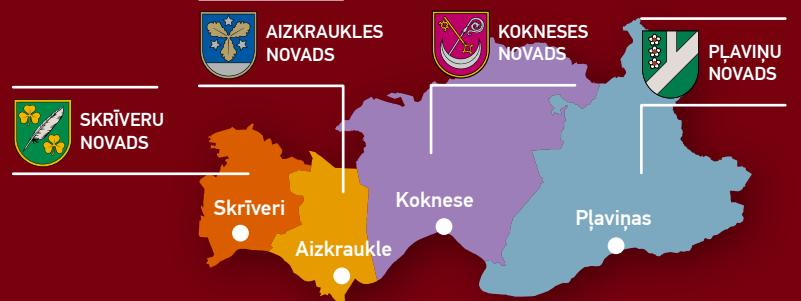 AIZKRAUKLES
NOVADS
KOKNESES
NOVADS
PĻAVIŅU
NOVADS
SKRĪVERU
NOVADS
Skrīveri
Aizkraukle
Koknese
Pļaviņas